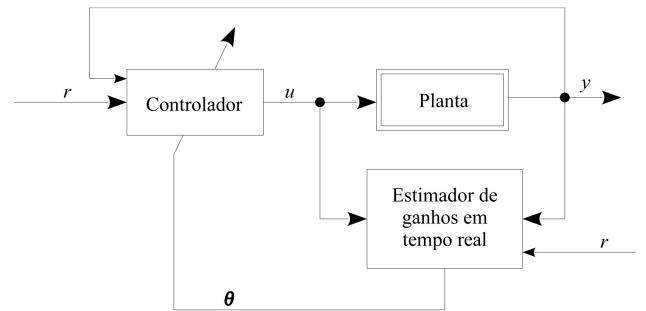 r
Controlador
u
Planta
y
Estimador de
ganhos em
tempo real
r
θ